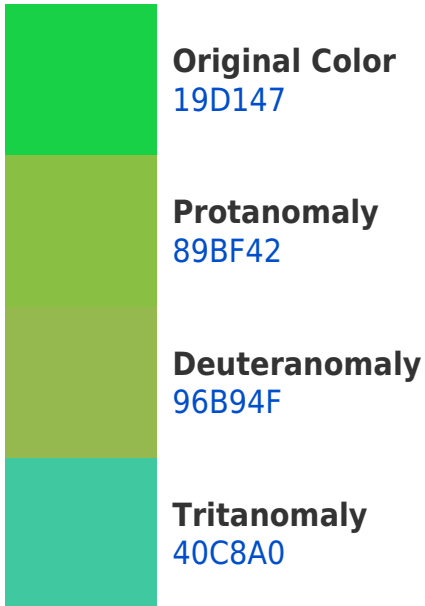 Original Color
19D147
Protanomaly
89BF42
Deuteranomaly
96B94F
Tritanomaly
40C8A0